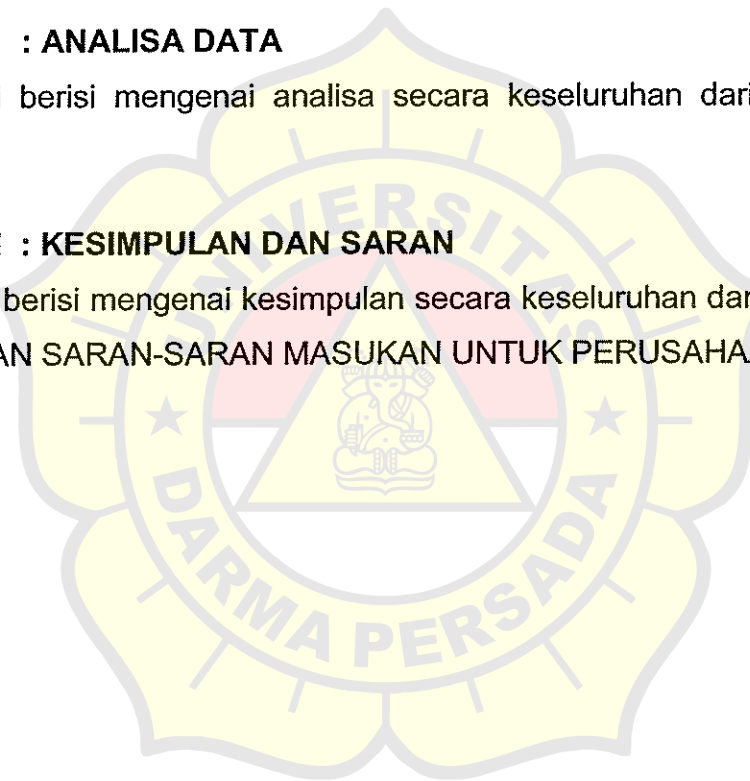 : ANALISA DATA
berisi mengenai analisa secara keseluruhan dari
: KESIMPULAN DAN SARAN
berisi mengenai kesimpulan secara keseluruhan dar
AN SARAN-SARAN MASUKAN UNTUK PERUSAHA
UNIVERSITAS
DARMA PERSADA